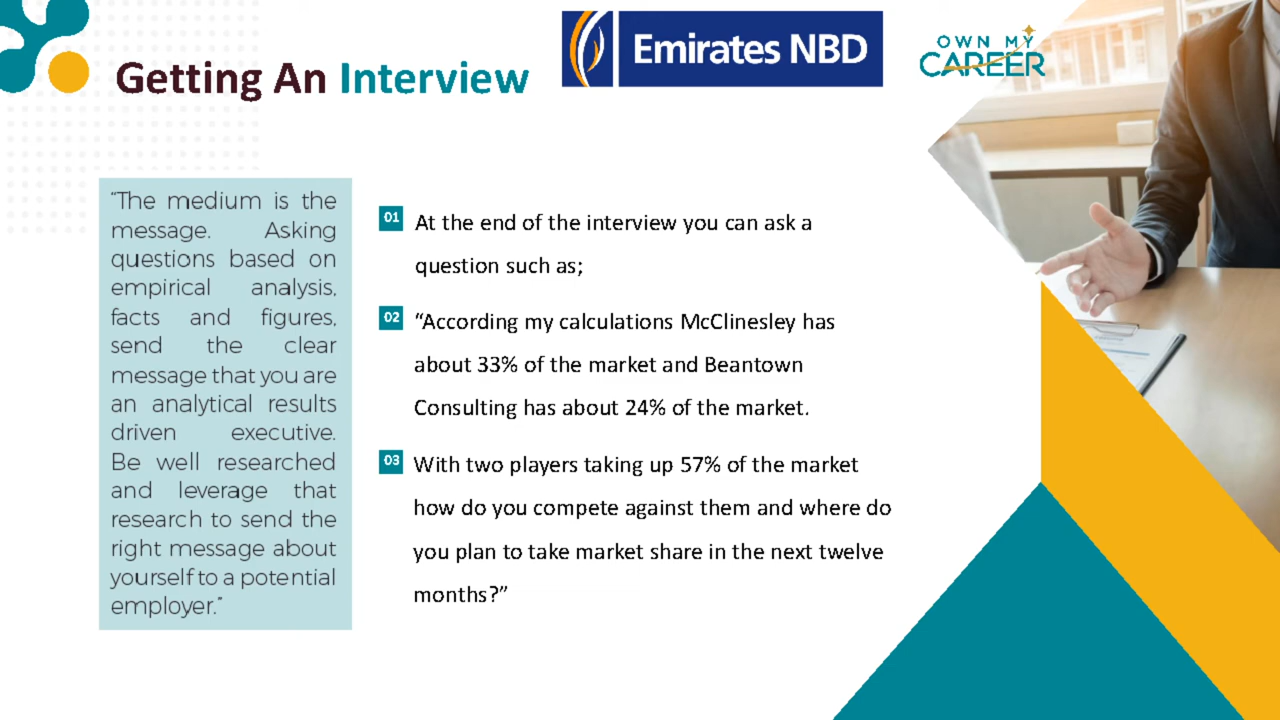 Getting An Interview
Emirates NBD
OWN MY
CAREER
"The medium is the
message. Asking
questions based on
empirical analysis,
facts and figures,
send the clear
message that you are
an analytical results
driven executive.
Be well researched
and leverage that
research to send the
right message about
yourself to a potential
employer."
01 At the end of the interview you can ask a
question such as;
02 “According my calculations McClinesley has
about 33% of the market and Beantown
Consulting has about 24% of the market.
03 With two players taking up 57% of the market
how do you compete against them and where do
you plan to take market share in the next twelve
months?”